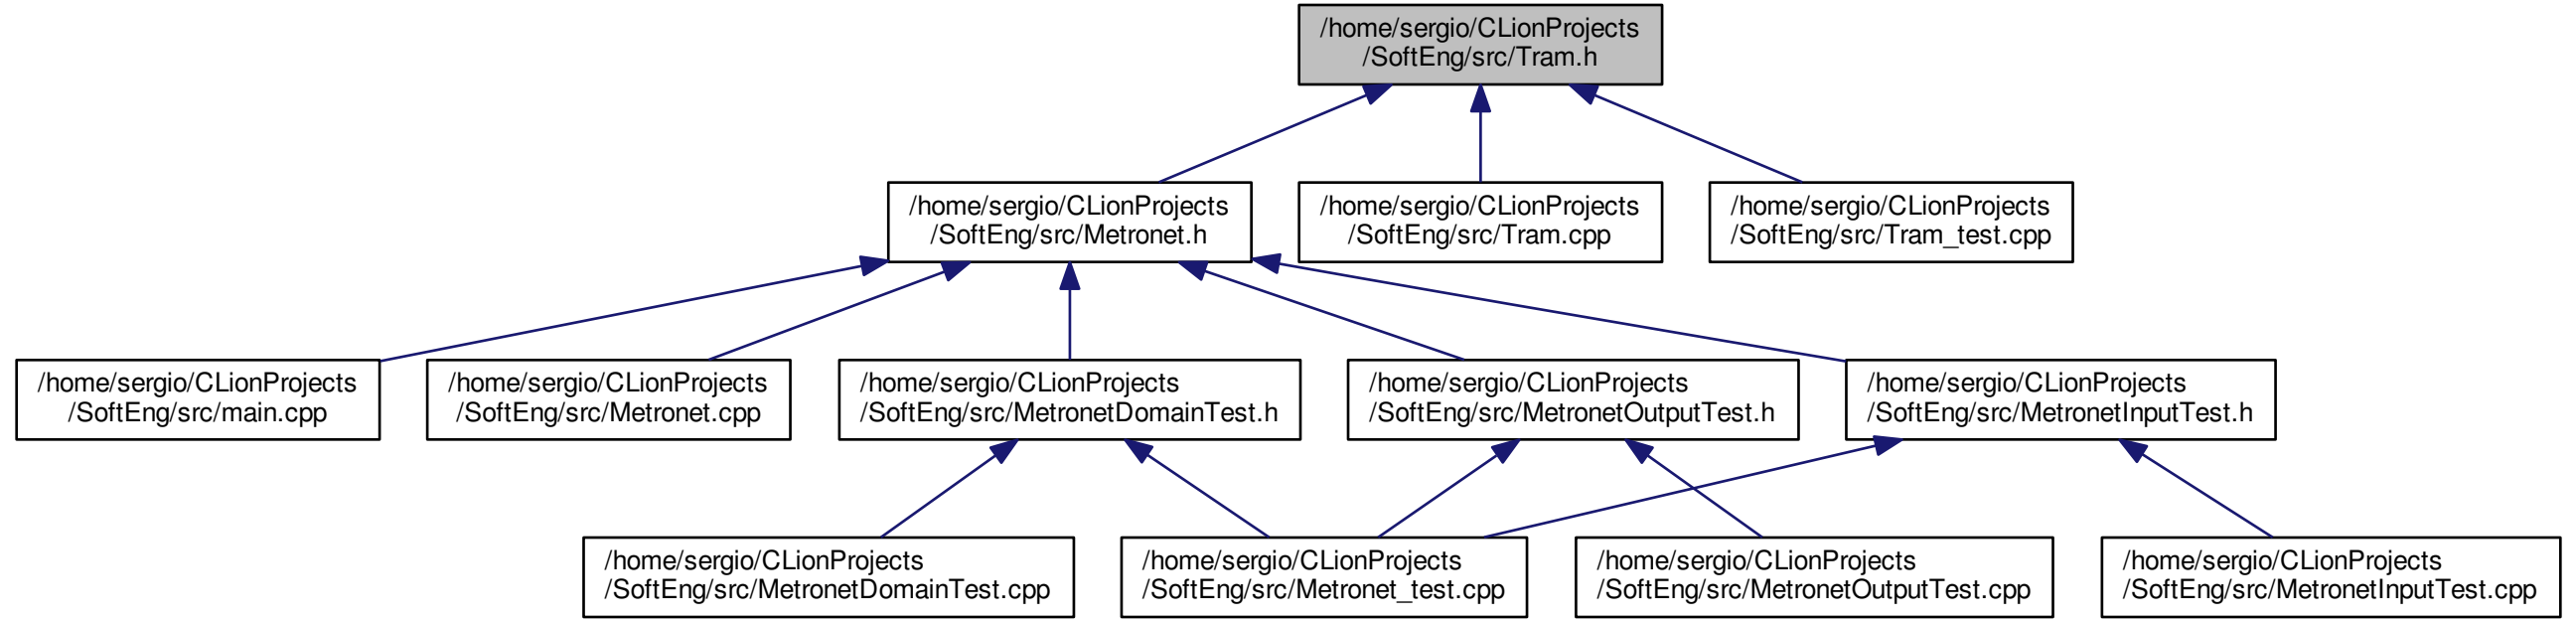 /home/sergio/CLionProjects
/SoftEng/src/Tram.h
/home/sergio/CLionProjects
/SoftEng/src/Metronet.h
/home/sergio/CLionProjects
/SoftEng/src/Tram.cpp
/home/sergio/CLionProjects
/SoftEng/src/Tram_test.cpp
/home/sergio/CLionProjects
/SoftEng/src/main.cpp
/home/sergio/CLionProjects
/SoftEng/src/Metronet.cpp
/home/sergio/CLionProjects
/SoftEng/src/MetronetDomainTest.h
/home/sergio/CLionProjects
/SoftEng/src/MetronetOutputTest.h
/home/sergio/CLionProjects
/SoftEng/src/MetronetInputTest.h
/home/sergio/CLionProjects
/SoftEng/src/MetronetDomainTest.cpp
/home/sergio/CLionProjects
/SoftEng/src/Metronet_test.cpp
/home/sergio/CLionProjects
/SoftEng/src/MetronetOutputTest.cpp
/home/sergio/CLionProjects
/SoftEng/src/MetronetInputTest.cpp